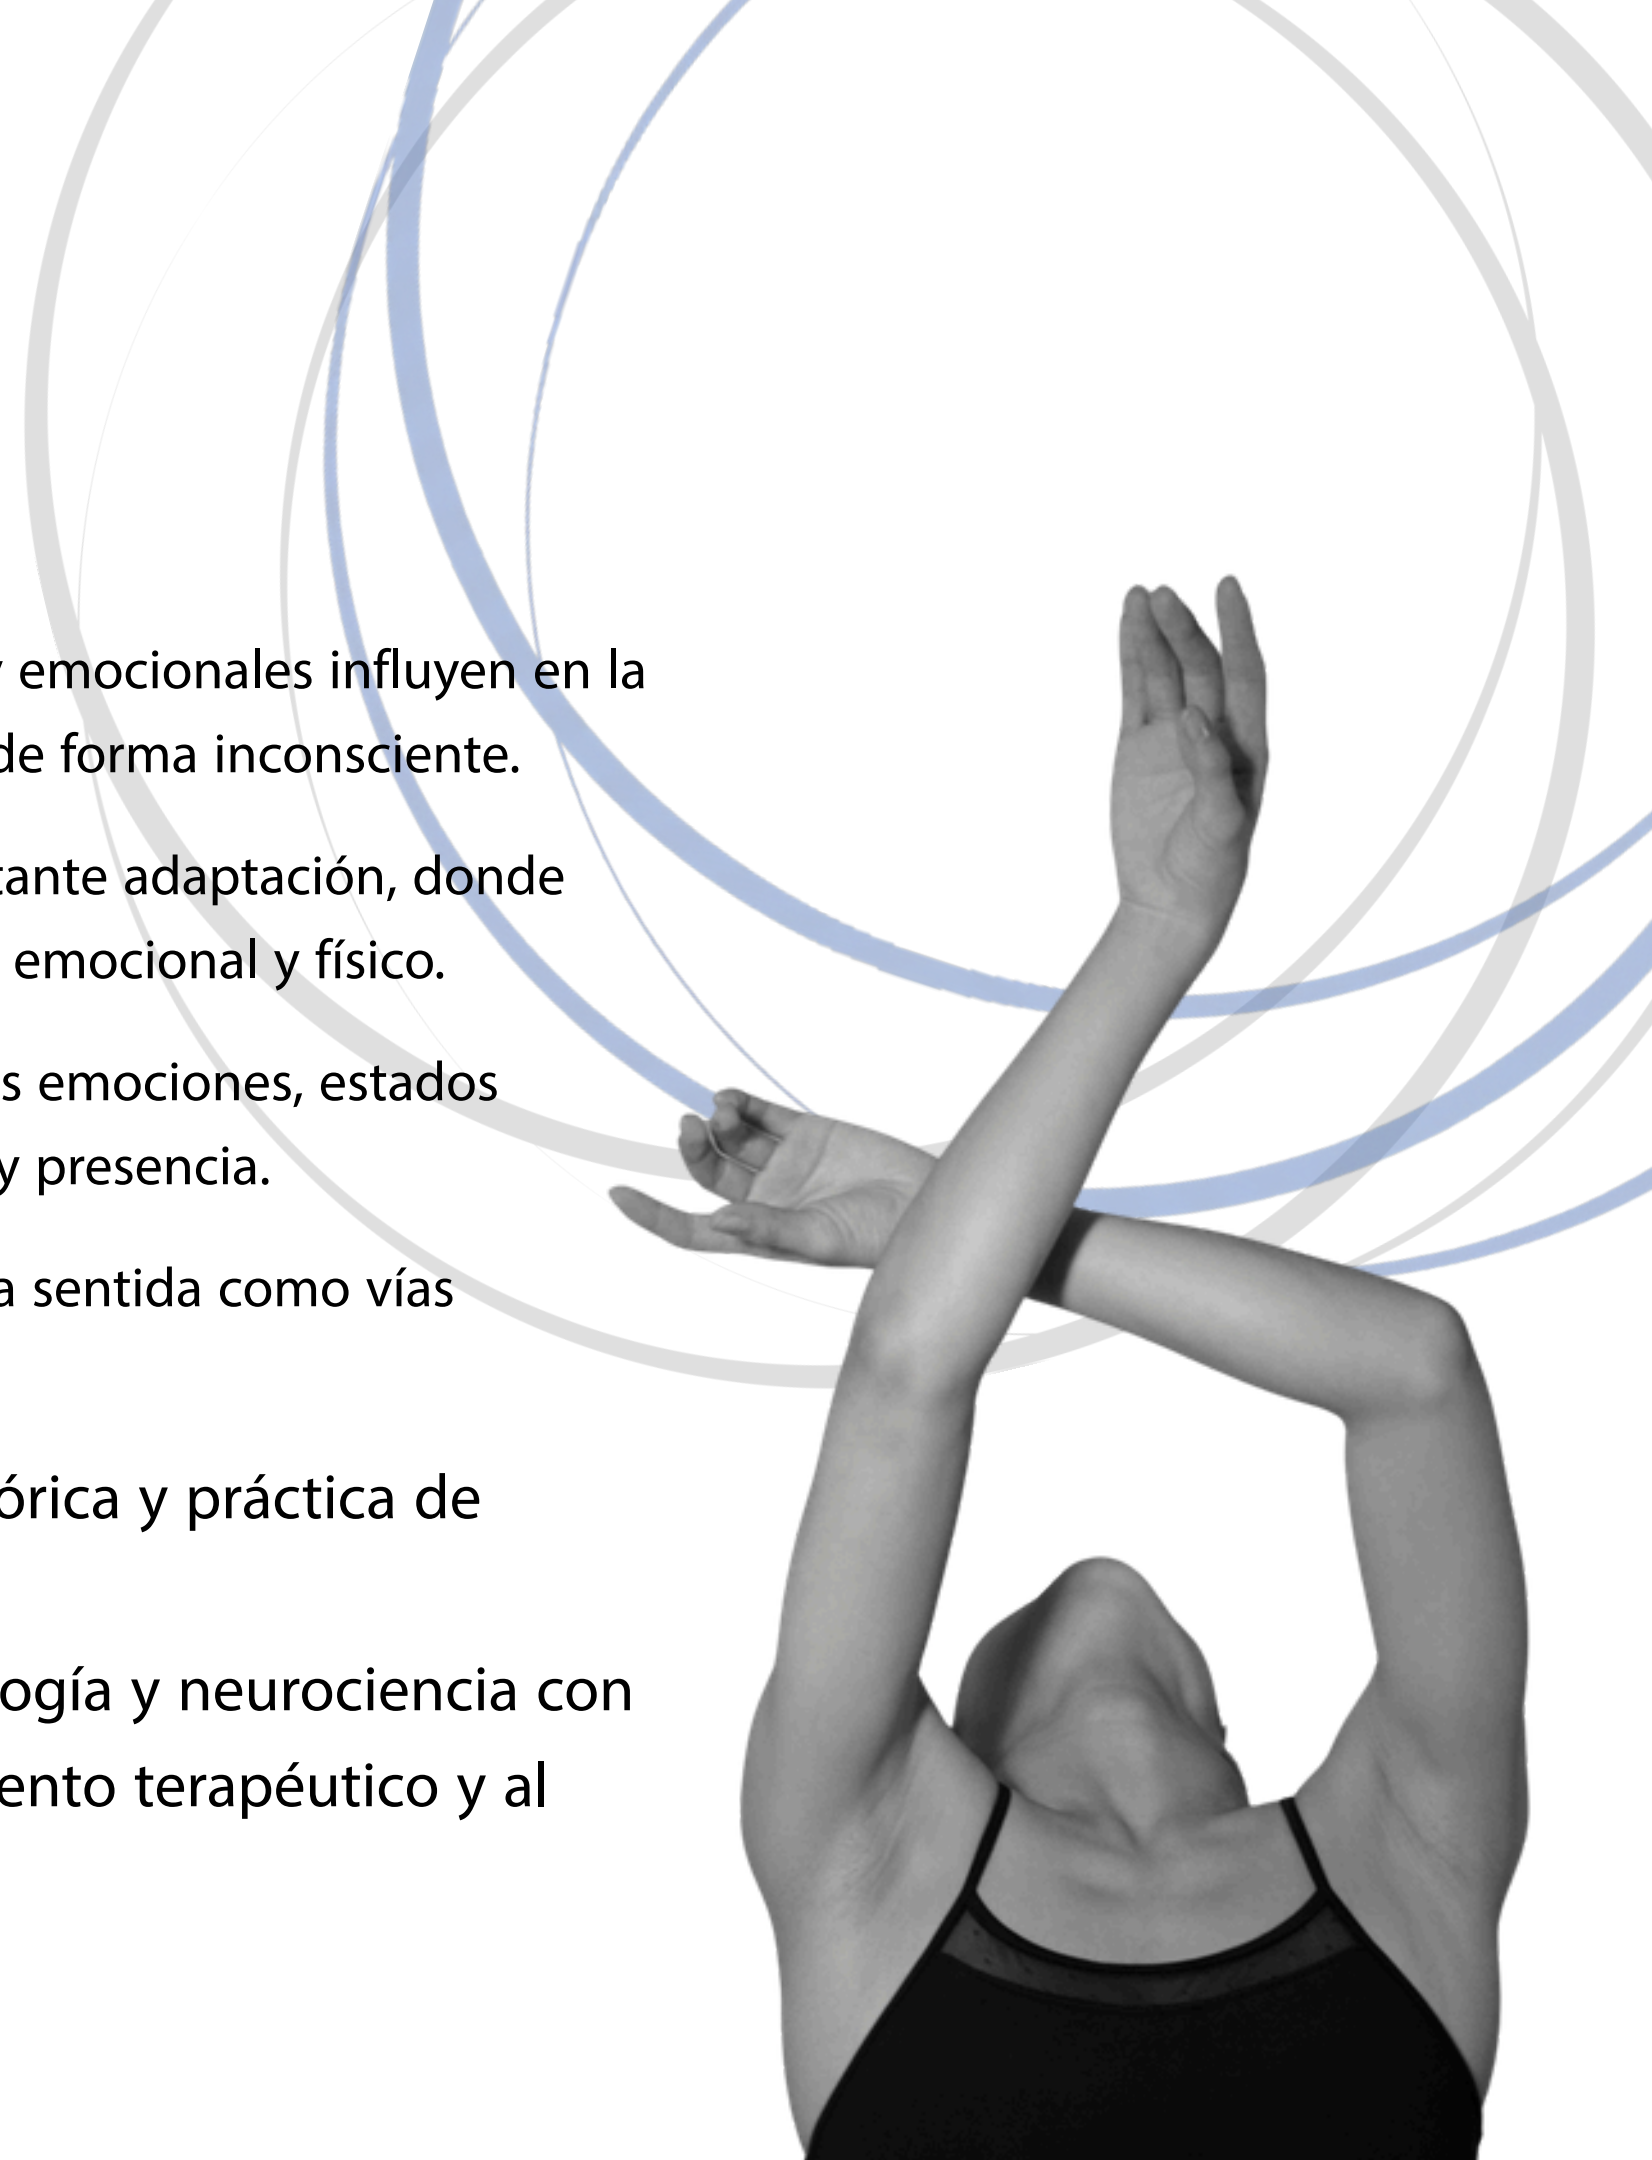 y emocionales influyen en la
de forma inconsciente.
tante adaptación, donde
emocional y físico.
s emociones, estados
y presencia.
a sentida como vías
órica y práctica de
ogía y neurociencia con
ento terapéutico y al